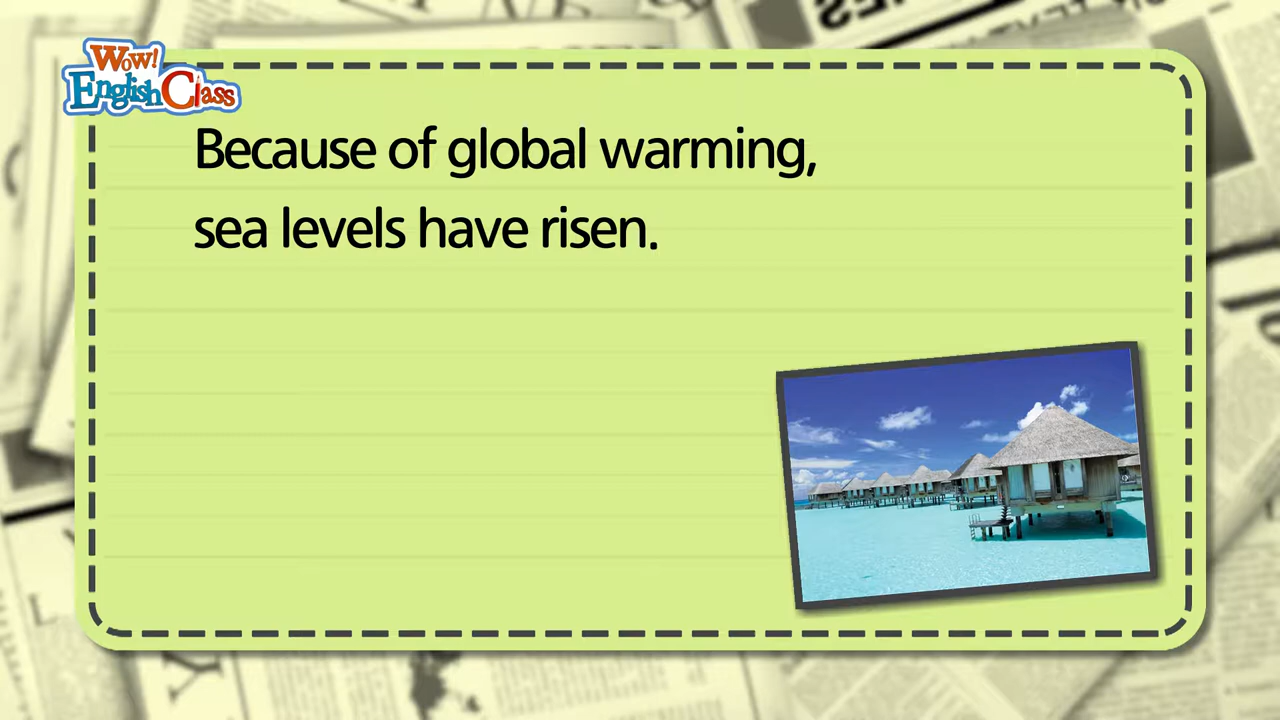 Wow!
English Class
Because of global warming,
sea levels have risen.